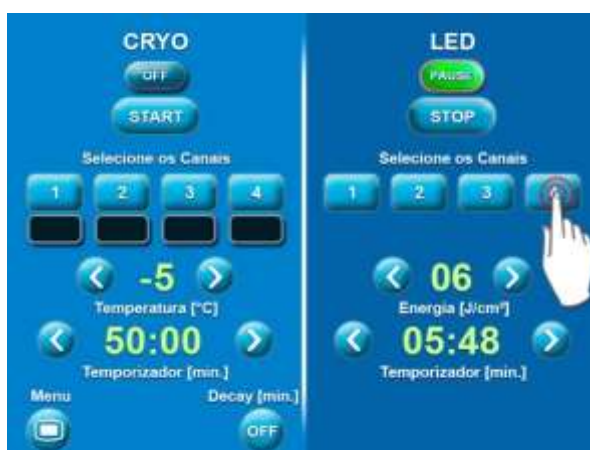 CRYO
OFF
START
Selecione os Canais
1 2 3 4
-5
Temperatura [°C]
50:00
Temporizador [min.]
Menu
Decay [min.]
OFF
LED
PAUSE
STOP
Selecione os Canais
1 2 3 4
06
Energia [J/cm²]
05:48
Temporizador [min.]